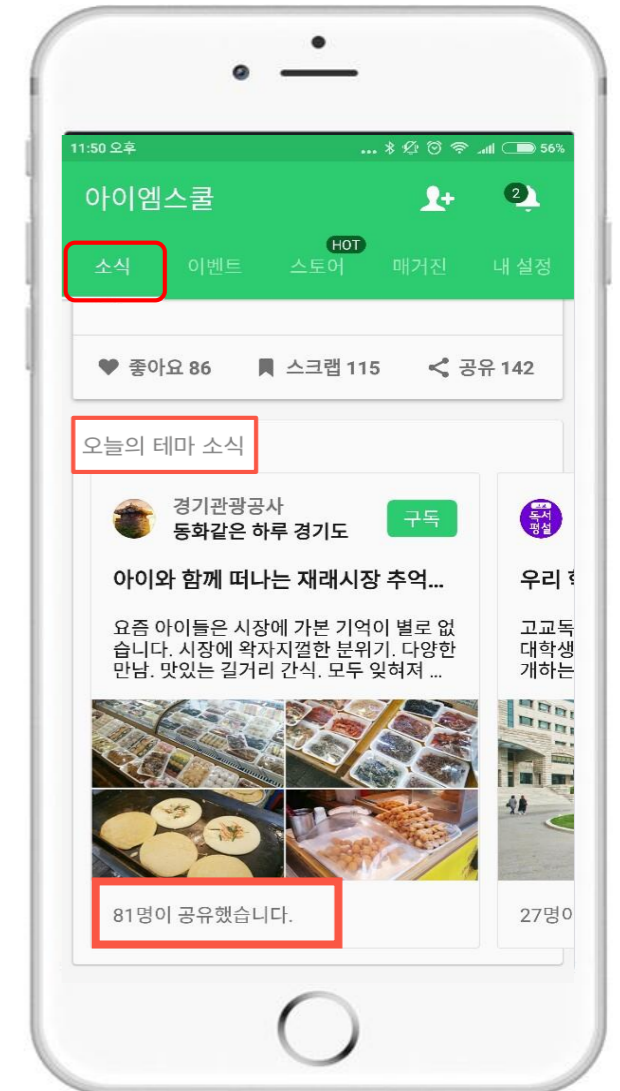 11:50 오후 ... 56%
아이엠스쿨 2
HOT
소식 이벤트 스토어 매거진 내 설정
좋아요 86 스크랩 115 공유 142
오늘의 테마 소식
경기관광공사
동화같은 하루 경기도
구독
아이와 함께 떠나는 재래시장 추억...
요즘 아이들은 시장에 가본 기억이 별로 없
습니다. 시장에 왁자지껄한 분위기. 다양한
만남. 맛있는 길거리 간식. 모두 잊혀져 ...
81명이 공유했습니다.
독서
평설
우리
고교독
대학생
개하는
27명이